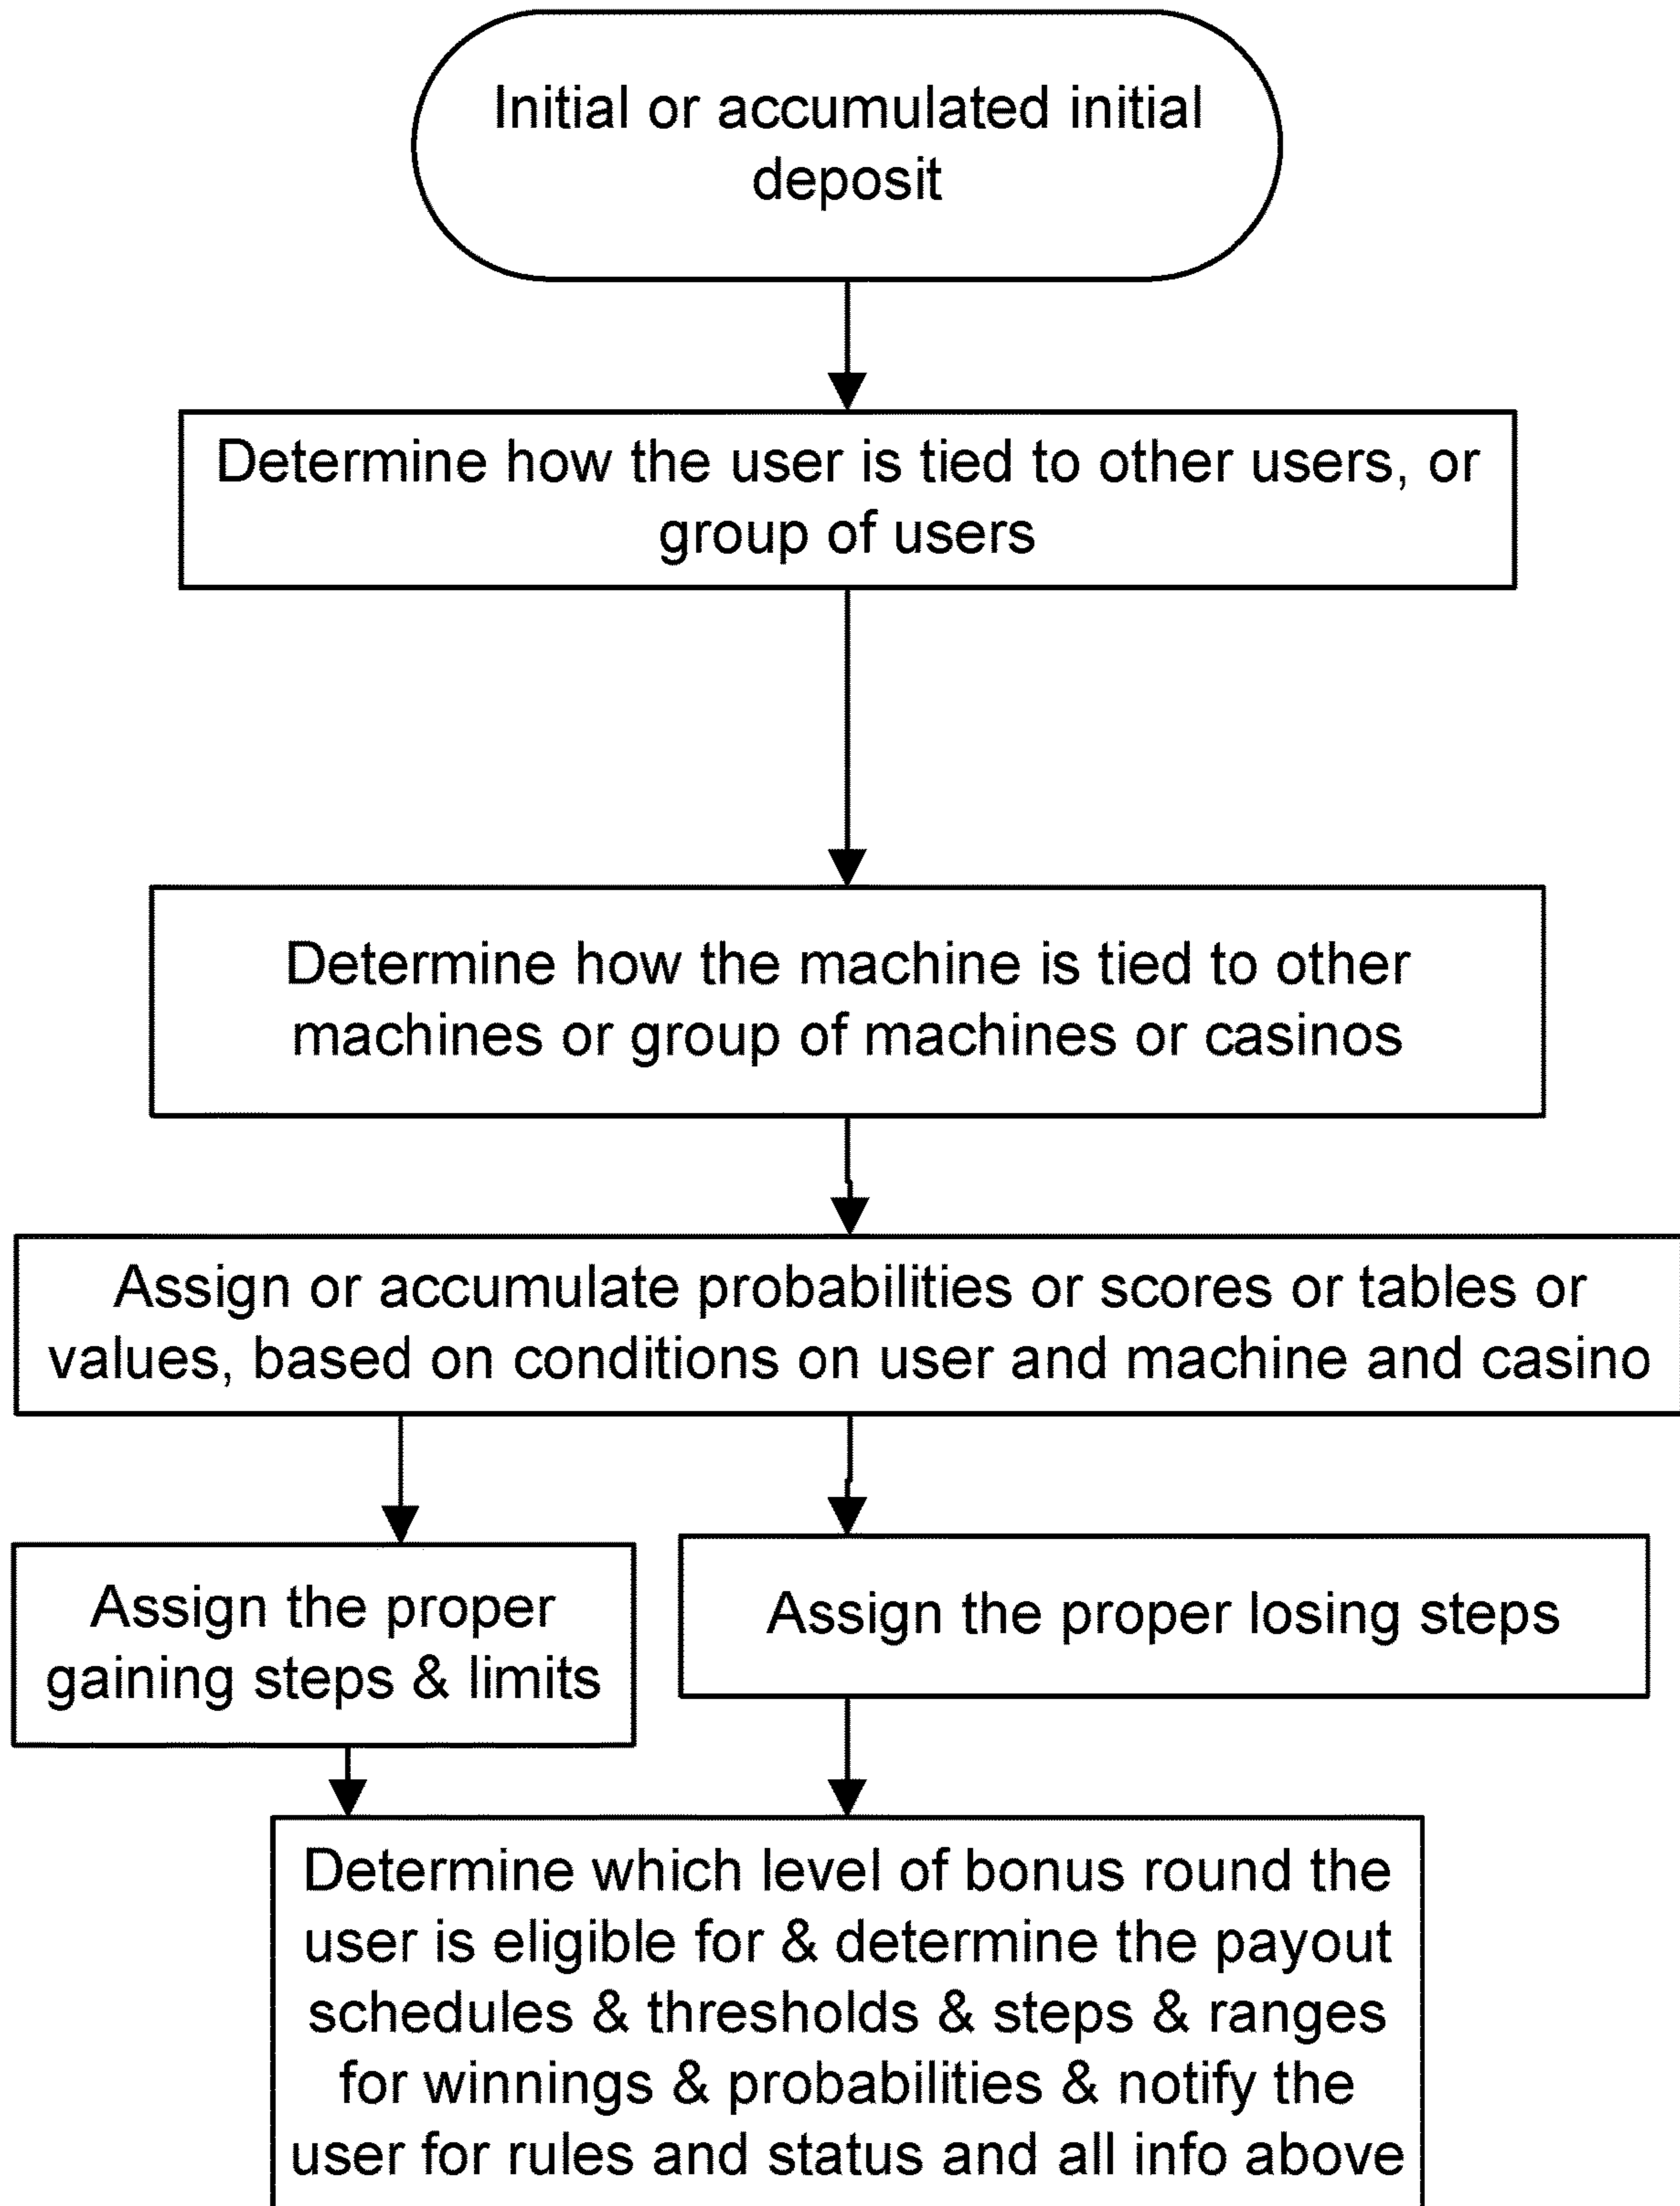 Initial or accumulated initial
deposit
Determine how the user is tied to other users, or
group of users
Determine how the machine is tied to other
machines or group of machines or casinos
Assign or accumulate probabilities or scores or tables or
values, based on conditions on user and machine and casino
Assign the proper
gaining steps & limits
Assign the proper losing steps
Determine which level of bonus round the
user is eligible for & determine the payout
schedules & thresholds & steps & ranges
for winnings & probabilities & notify the
user for rules and status and all info above